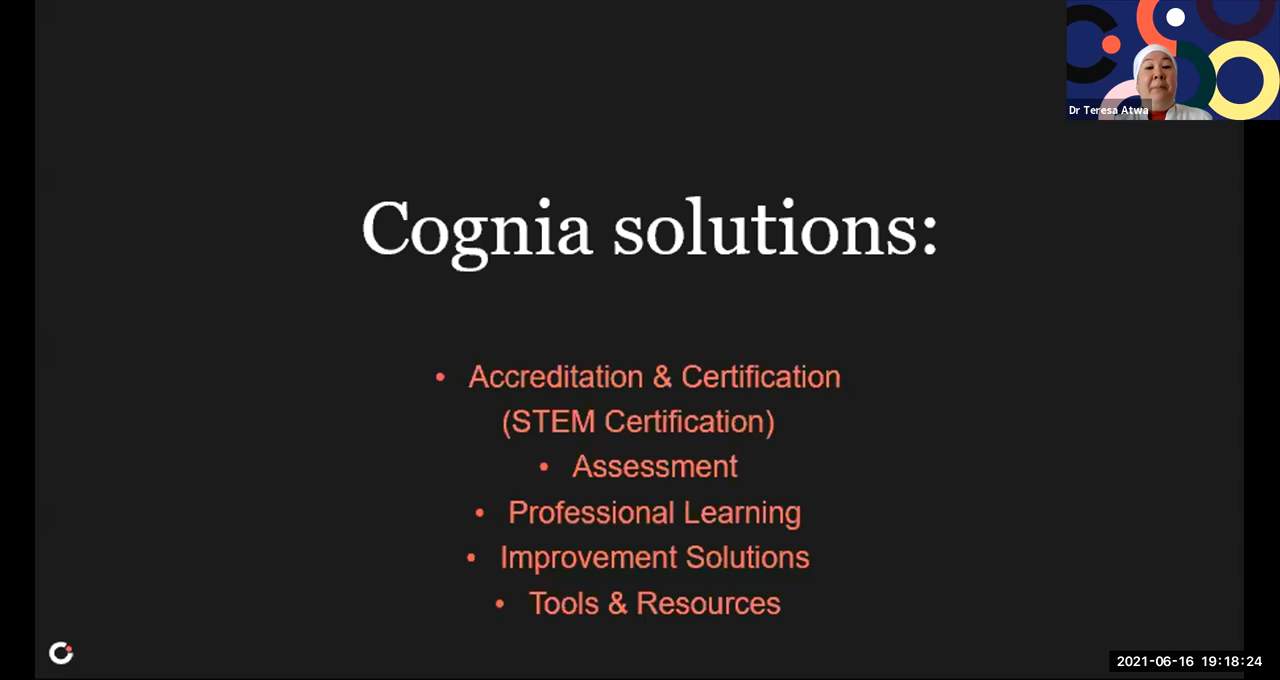 Dr Teresa Atwa
Cognia solutions:
• Accreditation & Certification
(STEM Certification)
• Assessment
• Professional Learning
• Improvement Solutions
• Tools & Resources
2021-06-16 19:18:24